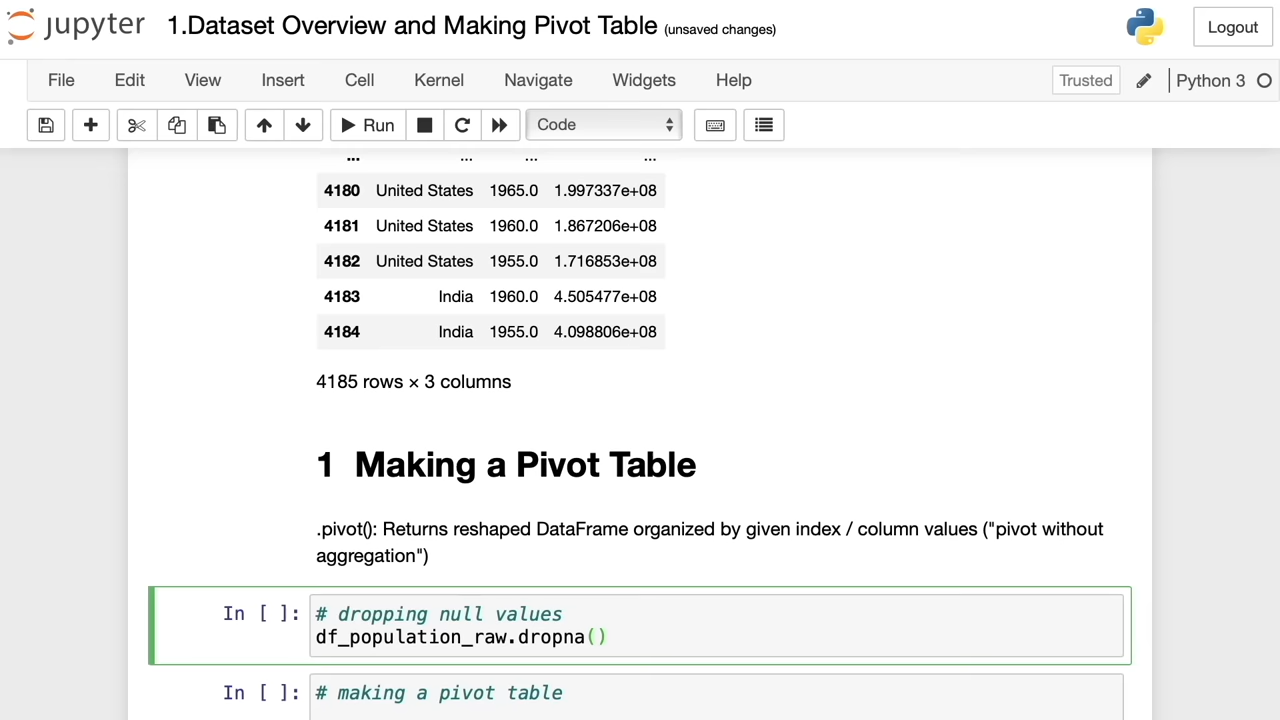 jupyter 1.Dataset Overview and Making Pivot Table (unsaved changes) Logout
File Edit View Insert Cell Kernel Navigate Widgets Help Trusted Python 3
Run Code
... ... ... ...
4180 United States 1965.0 1.997337e+08
4181 United States 1960.0 1.867206e+08
4182 United States 1955.0 1.716853e+08
4183 India 1960.0 4.505477e+08
4184 India 1955.0 4.098806e+08
4185 rows × 3 columns
1 Making a Pivot Table
.pivot(): Returns reshaped DataFrame organized by given index / column values ("pivot without
aggregation")
In [ ]: # dropping null values
df_population_raw.dropna()
In [ ]: # making a pivot table